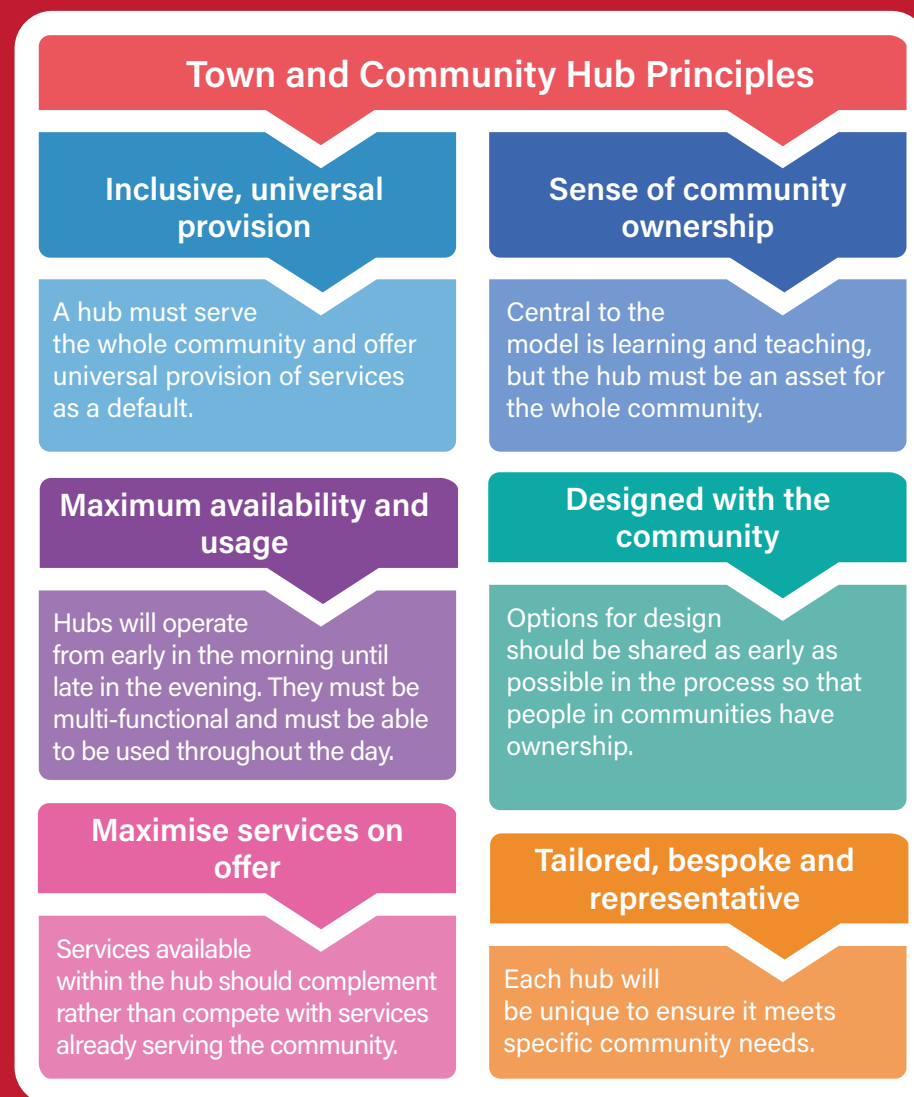 Town and Community Hub Principles
Inclusive, universal
provision
A hub must serve
the whole community and offer
universal provision of services
as a default.
Sense of community
ownership
Central to the
model is learning and teaching,
but the hub must be an asset for
the whole community.
Maximum availability and
usage
Hubs will operate
from early in the morning until
late in the evening. They must be
multi-functional and must be able
to be used throughout the day.
Designed with the
community
Options for design
should be shared as early as
possible in the process so that
people in communities have
ownership.
Maximise services on
offer
Services available
within the hub should complement
rather than compete with services
already serving the community.
Tailored, bespoke and
representative
Each hub will
be unique to ensure it meets
specific community needs.